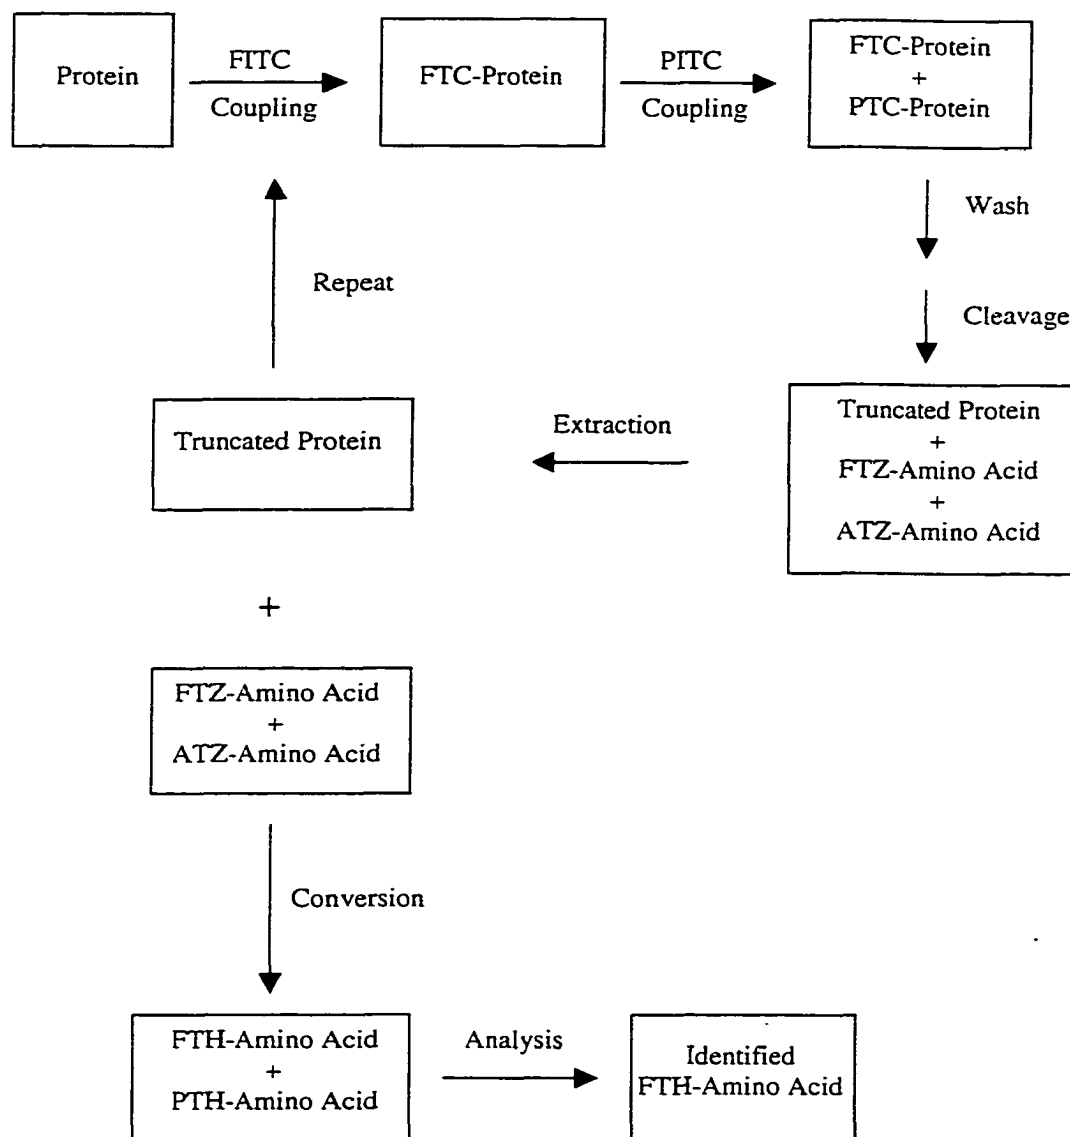 Protein
FITC
Coupling
FTC-Protein
PITC
Coupling
FTC-Protein
+
PTC-Protein
Wash
Cleavage
Truncated Protein
+
FTZ-Amino Acid
+
ATZ-Amino Acid
Extraction
Truncated Protein
Repeat
+
FTZ-Amino Acid
+
ATZ-Amino Acid
Conversion
FTH-Amino Acid
+
PTH-Amino Acid
Analysis
Identified
FTH-Amino Acid